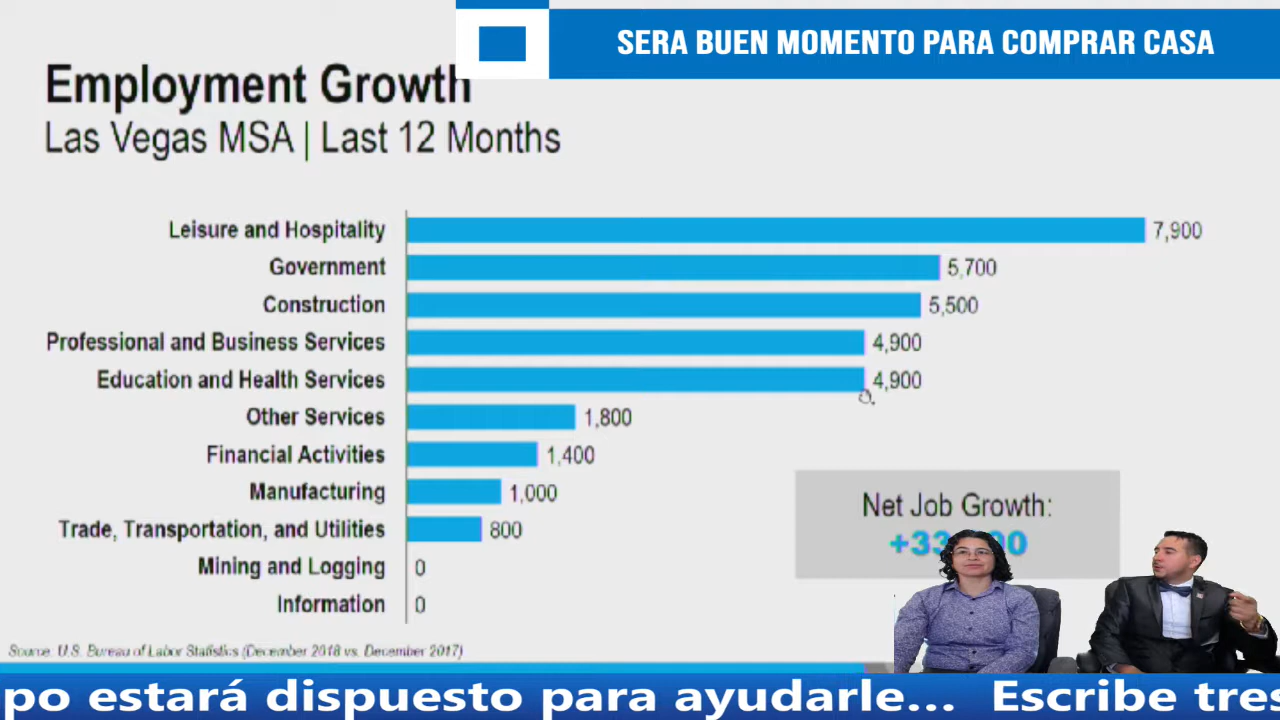 SERA BUEN MOMENTO PARA COMPRAR CASA
Employment Growth
Las Vegas MSA | Last 12 Months
Leisure and Hospitality 7,900
Government 5,700
Construction 5,500
Professional and Business Services 4,900
Education and Health Services 4,900
Other Services 1,800
Financial Activities 1,400
Manufacturing 1,000
Trade, Transportation, and Utilities 800
Mining and Logging 0
Information 0
Net Job Growth:
Source: U.S. Bureau of Labor Statistics (December 2018 vs. December 2017)
po estará dispuesto para ayudarle... Escribe tres